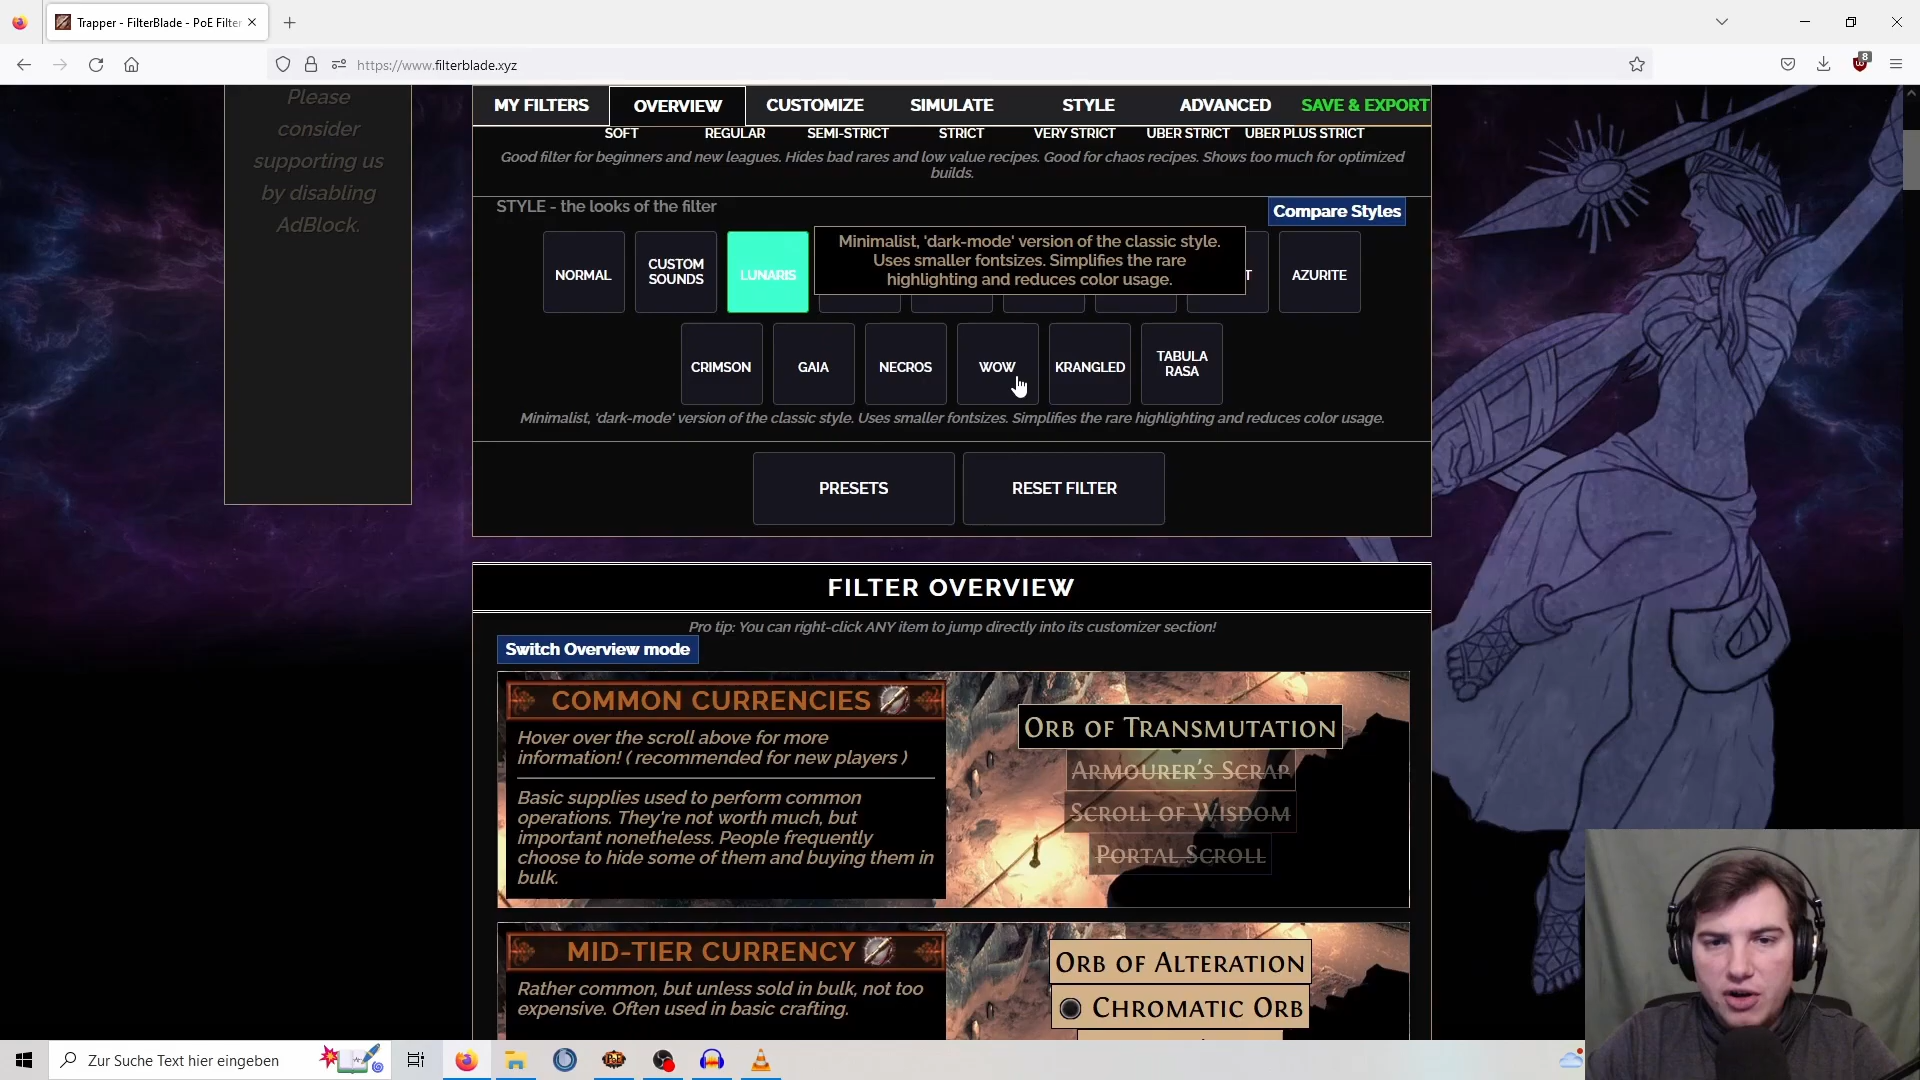 Trapper - FilterBlade - PoE Filter
https://www.filterblade.xyz
8
Please
consider
supporting us
by disabling
AdBlock.
MY FILTERS
OVERVIEW
CUSTOMIZE
SIMULATE
STYLE
ADVANCED
SAVE & EXPORT
SOFT
REGULAR
SEMI-STRICT
STRICT
VERY STRICT
UBER STRICT
UBER PLUS STRICT
Good filter for beginners and new leagues. Hides bad rares and low value recipes. Good for chaos recipes. Shows too much for optimized
builds.
STYLE - the looks of the filter
Compare Styles
NORMAL
CUSTOM
SOUNDS
LUNARIS
Minimalist, 'dark-mode' version of the classic style.
Uses smaller fontsizes. Simplifies the rare
highlighting and reduces color usage.
T
AZURITE
CRIMSON
GAIA
NECROS
WOW
KRANGLED
TABULA
RASA
Minimalist, 'dark-mode' version of the classic style. Uses smaller fontsizes. Simplifies the rare highlighting and reduces color usage.
PRESETS
RESET FILTER
FILTER OVERVIEW
Pro tip: You can right-click ANY item to jump directly into its customizer section!
Switch Overview mode
COMMON CURRENCIES
Hover over the scroll above for more
information! ( recommended for new players )
Basic supplies used to perform common
operations. They're not worth much, but
important nonetheless. People frequently
choose to hide some of them and buying them in
bulk.
Orb of Transmutation
Armourer's Scrap
Scroll of Wisdom
Portal Scroll
MID-TIER CURRENCY
Rather common, but unless sold in bulk, not too
expensive. Often used in basic crafting.
Orb of Alteration
Chromatic Orb
Zur Suche Text hier eingeben